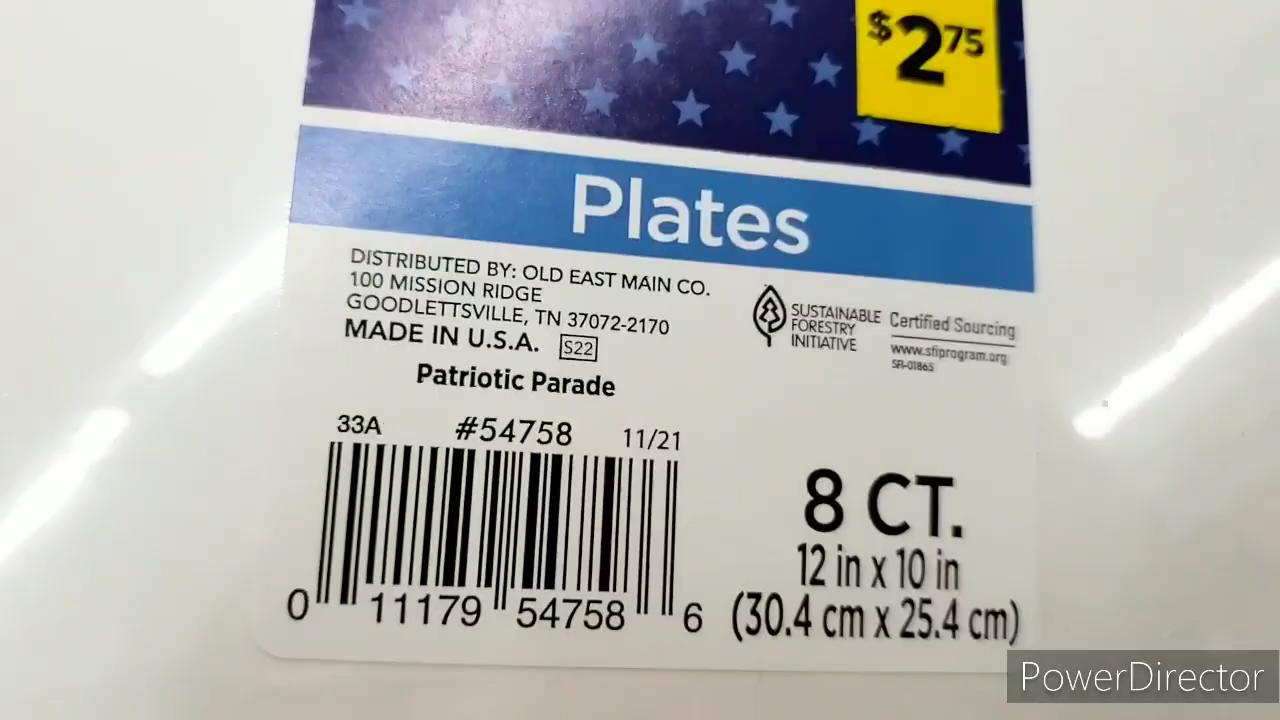 $2.75
Plates
DISTRIBUTED BY: OLD EAST MAIN CO.
100 MISSION RIDGE
GOODLETTSVILLE, TN 37072-2170
MADE IN U.S.A. S22
Patriotic Parade
SUSTAINABLE
FORESTRY
INITIATIVE
Certified Sourcing
www.sfiprogram.org
SFI-01865
33A #54758 11/21
0 11179 54758 6
8 CT.
12 in x 10 in
(30.4 cm x 25.4 cm)
PowerDirector